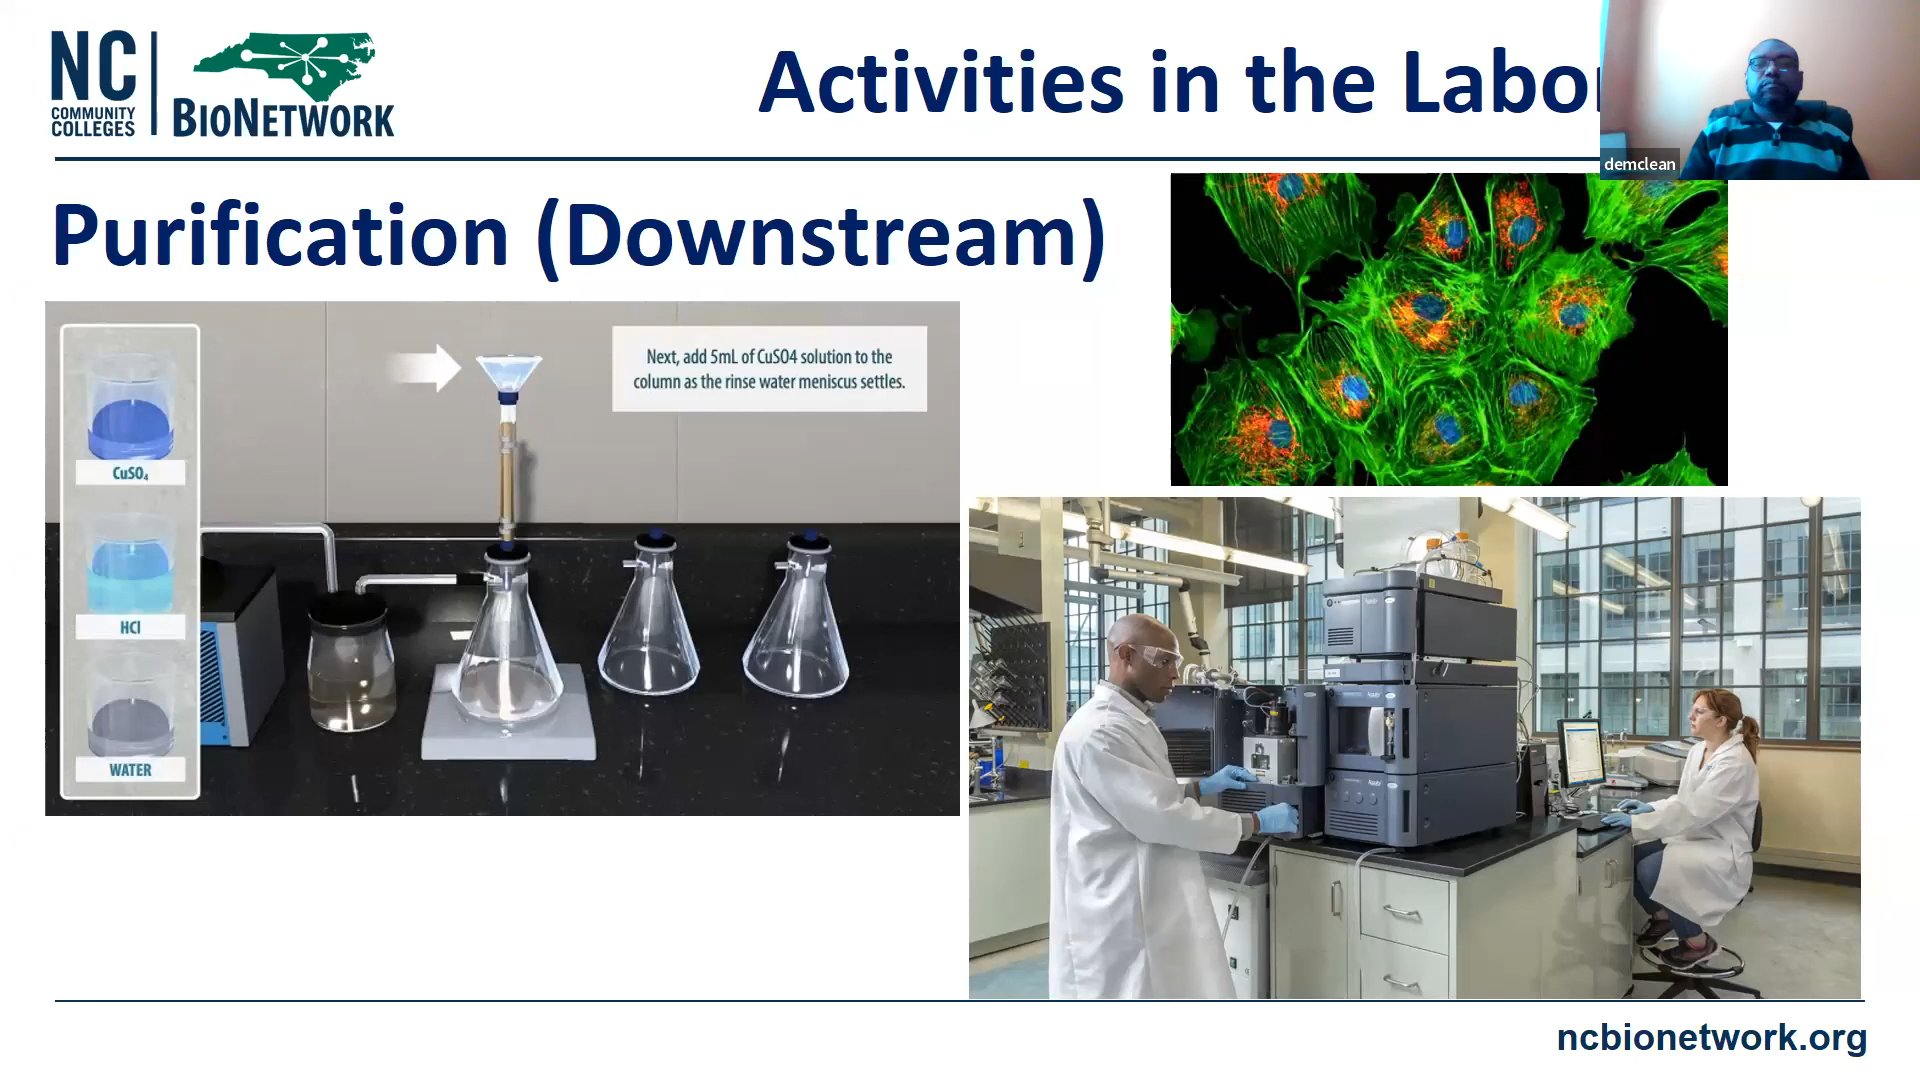 NC
COMMUNITY
COLLEGES
BIONETWORK
Activities in the Labo
demclean
Purification (Downstream)
Next, add 5mL of CuSO4 solution to the
column as the rinse water meniscus settles.
CuSO₄
HCl
WATER
ncbionetwork.org